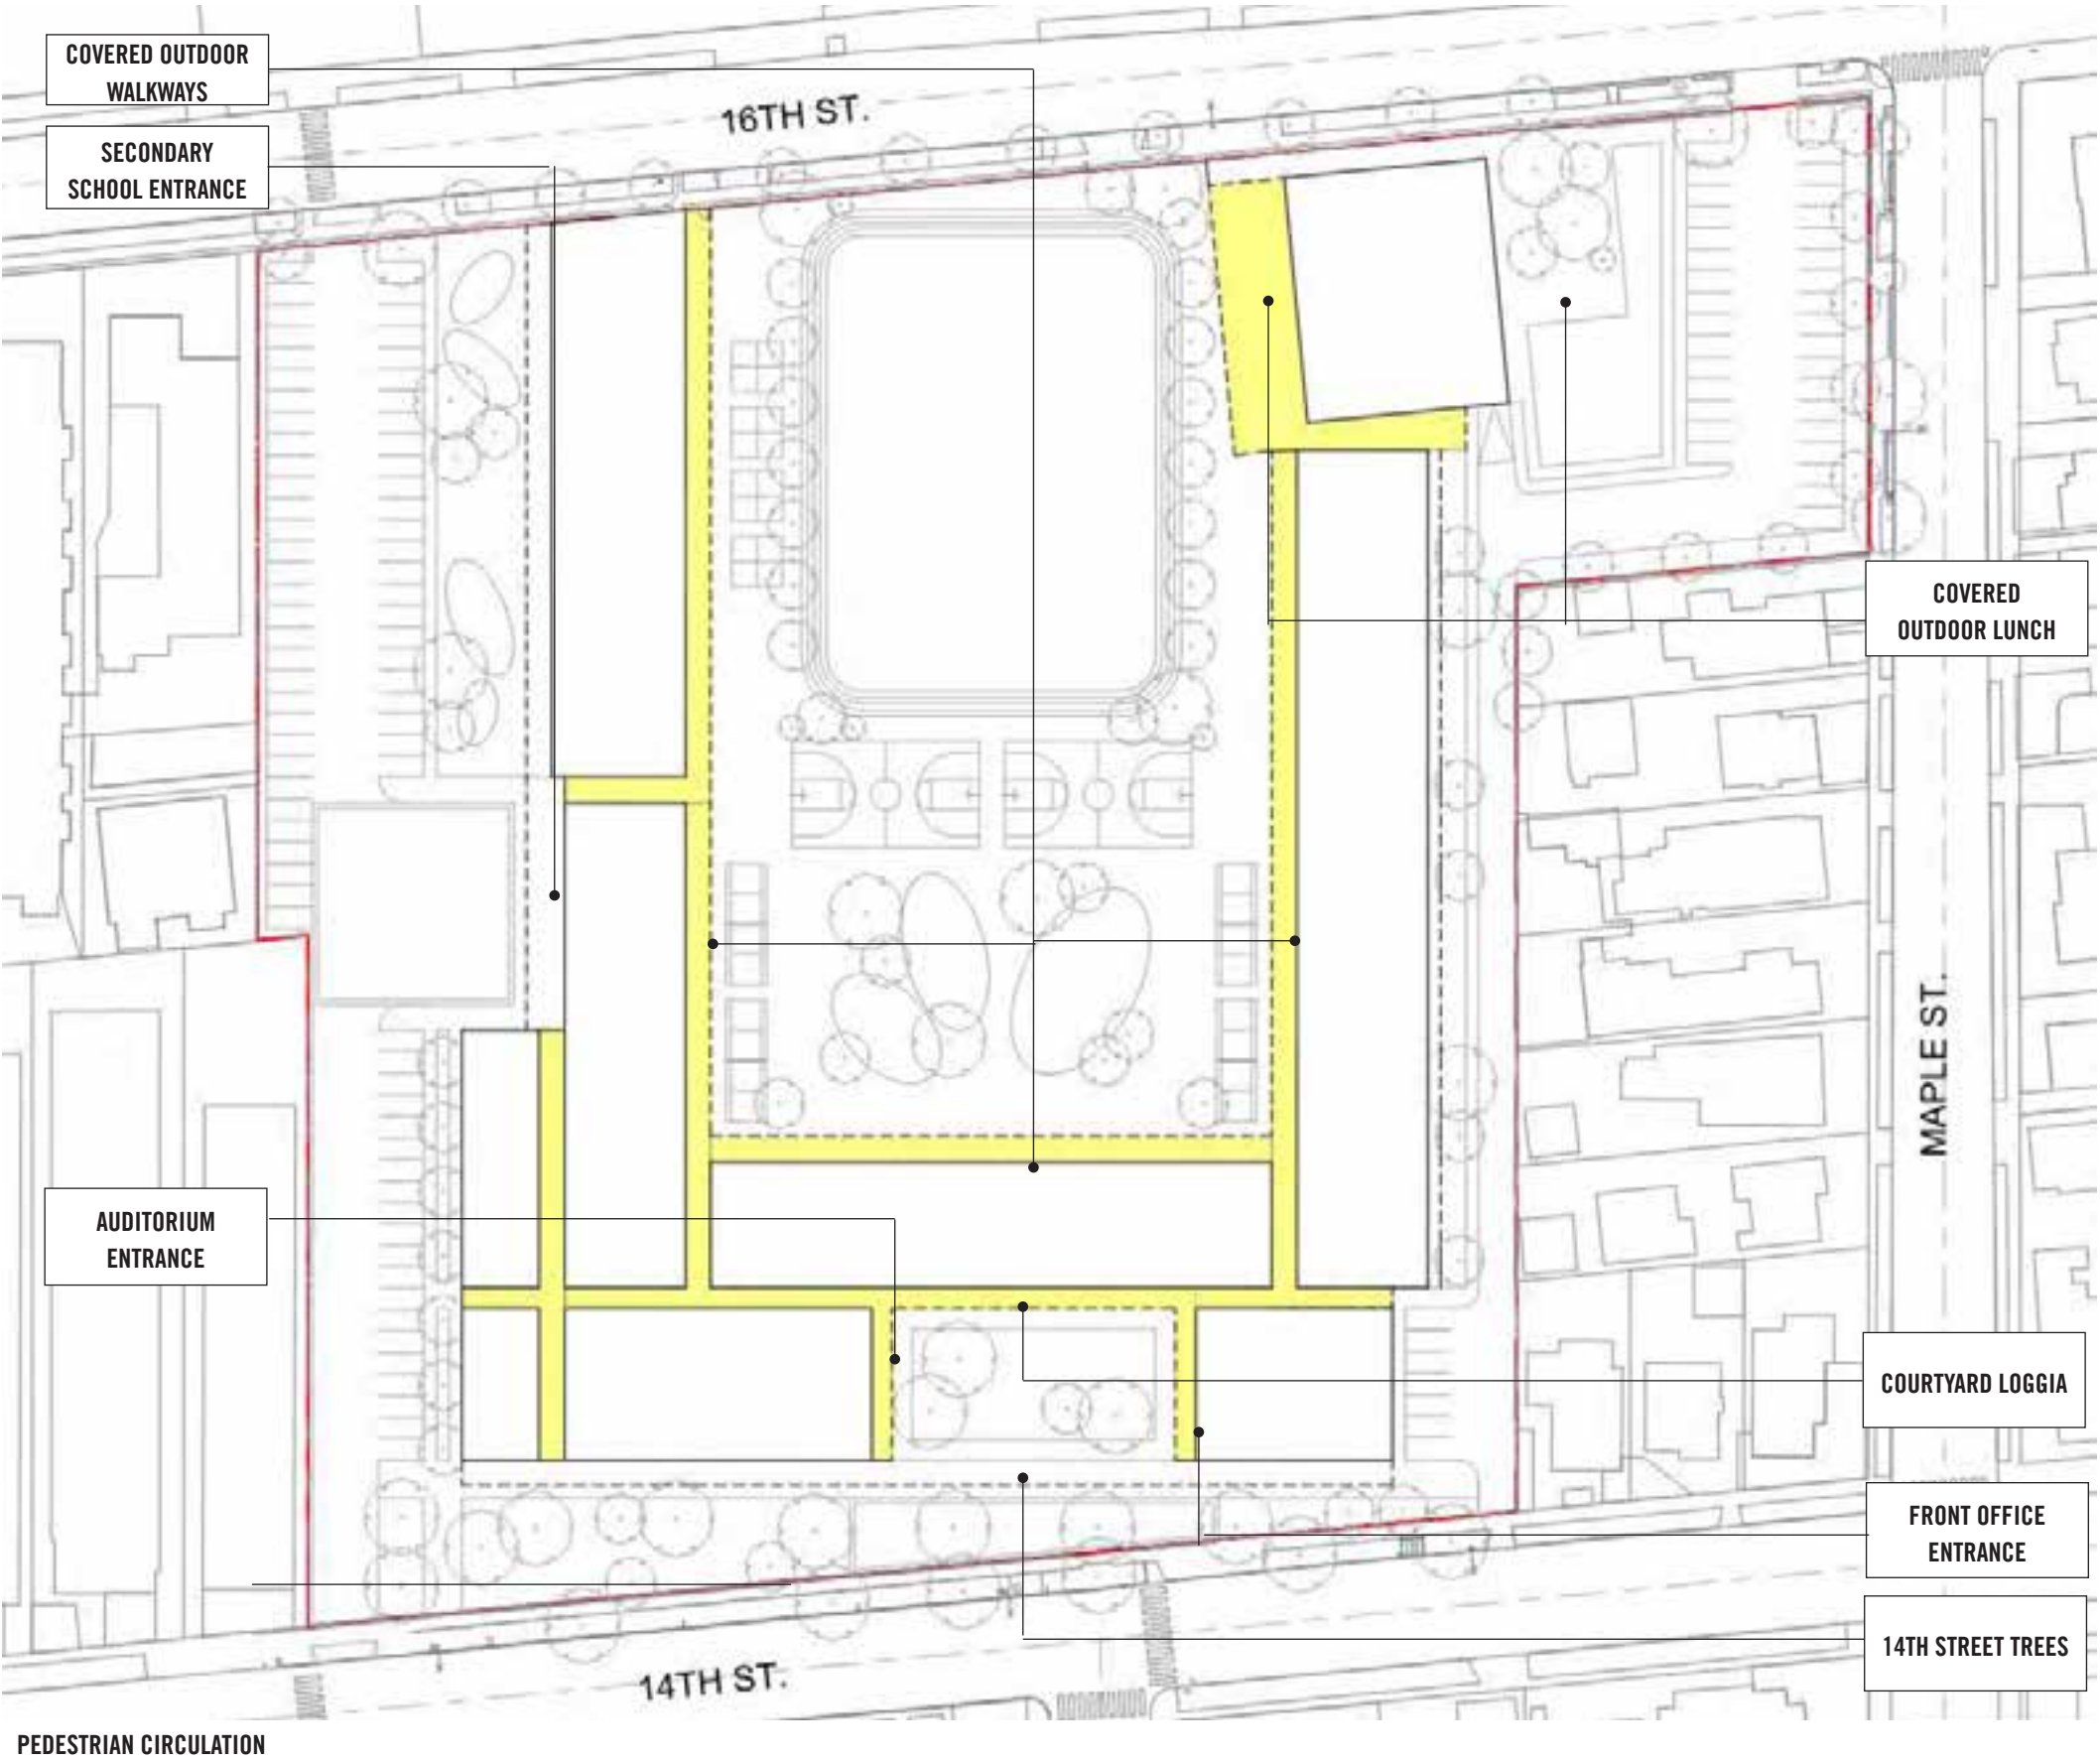 COVERED OUTDOOR
WALKWAYS
16TH ST.
SECONDARY
SCHOOL ENTRANCE
COVERED
OUTDOOR LUNCH
MAPLE ST.
AUDITORIUM
ENTRANCE
COURTYARD LOGGIA
FRONT OFFICE
ENTRANCE
14TH STREET TREES
14TH ST.
PEDESTRIAN CIRCULATION